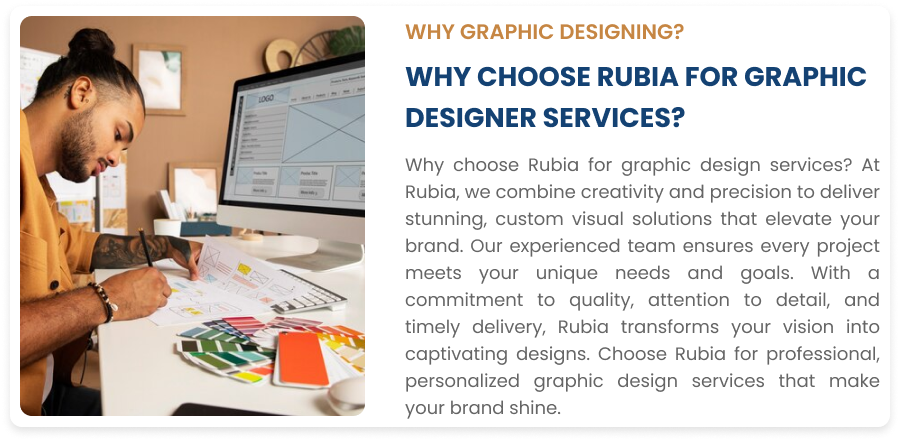 WHY GRAPHIC DESIGNING?
WHY CHOOSE RUBIA FOR GRAPHIC
DESIGNER SERVICES?
Why choose Rubia for graphic design services? At
Rubia, we combine creativity and precision to deliver
stunning, custom visual solutions that elevate your
brand. Our experienced team ensures every project
meets your unique needs and goals. With a
commitment to quality, attention to detail, and
timely delivery, Rubia transforms your vision into
captivating designs. Choose Rubia for professional,
personalized graphic design services that make
your brand shine.
LOGO